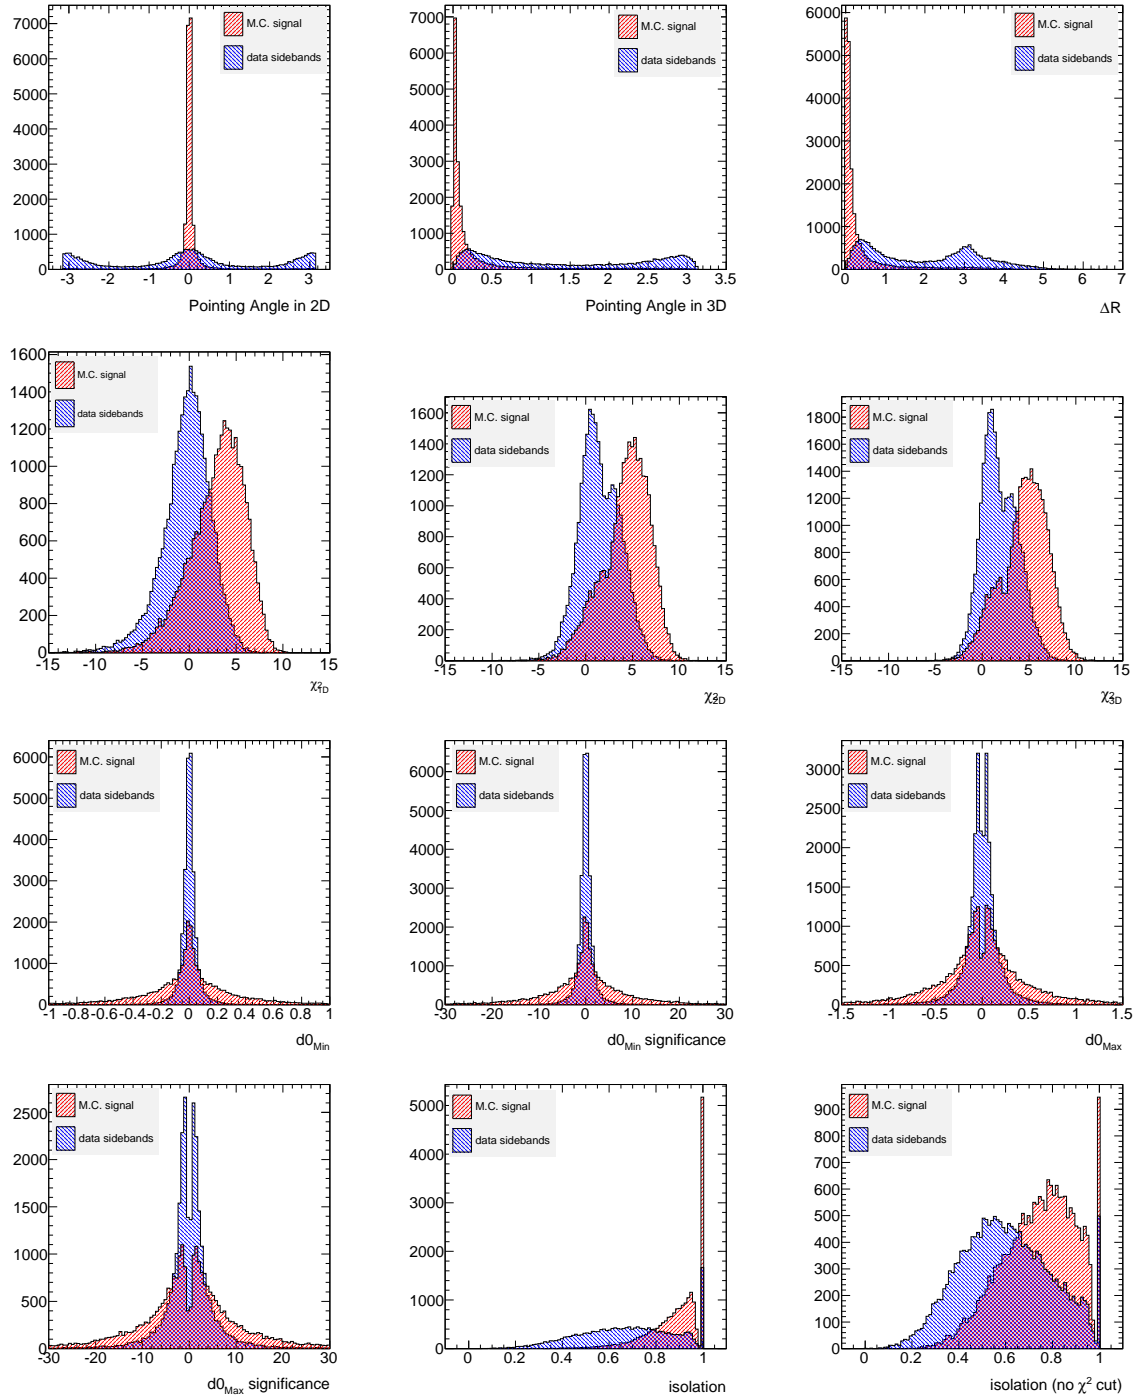 7000
6000
5000
4000
3000
2000
1000
0
M.C. signal
data sidebands
-3 -2 -1 0 1 2 3
Pointing Angle in 2D
7000
6000
5000
4000
3000
2000
1000
0
M.C. signal
data sidebands
0 0.5 1 1.5 2 2.5 3 3.5
Pointing Angle in 3D
6000
5000
4000
3000
2000
1000
0
M.C. signal
data sidebands
0 1 2 3 4 5 6 7
ΔR
1600
1400
1200
1000
800
600
400
200
0
M.C. signal
data sidebands
-15 -10 -5 0 5 10 15
χ²1D
1600
1400
1200
1000
800
600
400
200
0
M.C. signal
data sidebands
-15 -10 -5 0 5 10 15
χ²2D
1800
1600
1400
1200
1000
800
600
400
200
0
M.C. signal
data sidebands
-15 -10 -5 0 5 10 15
χ²3D
6000
5000
4000
3000
2000
1000
0
M.C. signal
data sidebands
-1 -0.8 -0.6 -0.4 -0.2 0 0.2 0.4 0.6 0.8 1
d0Min
6000
5000
4000
3000
2000
1000
0
M.C. signal
data sidebands
-30 -20 -10 0 10 20 30
d0Min significance
3000
2500
2000
1500
1000
500
0
M.C. signal
data sidebands
-1.5 -1 -0.5 0 0.5 1 1.5
d0Max
2500
2000
1500
1000
500
0
M.C. signal
data sidebands
-30 -20 -10 0 10 20 30
d0Max significance
5000
4000
3000
2000
1000
0
M.C. signal
data sidebands
0 0.2 0.4 0.6 0.8 1
isolation
900
800
700
600
500
400
300
200
100
0
M.C. signal
data sidebands
0 0.2 0.4 0.6 0.8 1
isolation (no χ² cut)